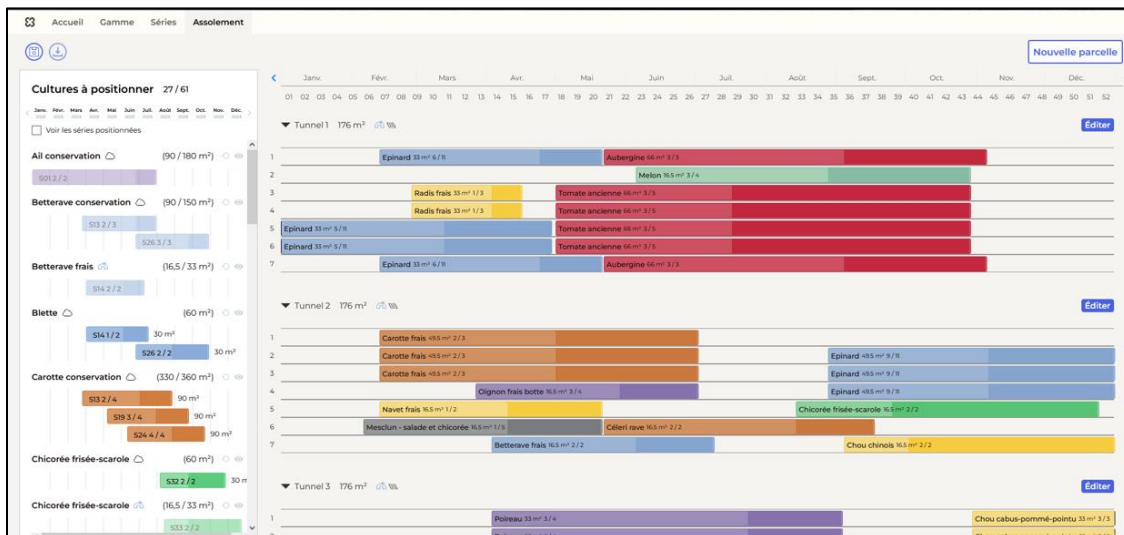 Accueil Gamme Séries Assolement
Nouvelle parcelle
Cultures à positionner 27 / 61
Janv. Févr. Mars Avr. Mai Juin Juil. Août Sept. Oct. Nov. Déc.
Voir les séries positionnées
Ail conservation (90 / 180 m²)
S01 2 / 2
Betterave conservation (90 / 150 m²)
S13 2 / 3
S26 3 / 3
Betterave frais (16,5 / 33 m²)
S14 2 / 2
Blette (60 m²)
S14 1 / 2 30 m²
S26 2 / 2 30 m²
Carotte conservation (330 / 360 m²)
S13 2 / 4 90 m²
S19 3 / 4 90 m²
S24 4 / 4 90 m²
Chicorée frisée-scarole (60 m²)
S32 2 / 2 30 m
Chicorée frisée-scarole (16,5 / 33 m²)
S33 2 / 2
Janv. Févr. Mars Avr. Mai Juin Juil. Août Sept. Oct. Nov. Déc.
01 02 03 04 05 06 07 08 09 10 11 12 13 14 15 16 17 18 19 20 21 22 23 24 25 26 27 28 29 30 31 32 33 34 35 36 37 38 39 40 41 42 43 44 45 46 47 48 49 50 51 52
Tunnel 1 176 m² Éditer
1 Epinard 33 m² 6 / 11 Aubergine 66 m² 3 / 3
2 Melon 16.5 m² 3 / 4
3 Radis frais 33 m² 1 / 3 Tomate ancienne 66 m² 3 / 5
4 Radis frais 33 m² 1 / 3 Tomate ancienne 66 m² 3 / 5
5 Epinard 33 m² 5 / 11 Tomate ancienne 66 m² 3 / 5
6 Epinard 33 m² 5 / 11 Tomate ancienne 66 m² 3 / 5
7 Epinard 33 m² 6 / 11 Aubergine 66 m² 3 / 3
Tunnel 2 176 m² Éditer
1 Carotte frais 49.5 m² 2 / 3
2 Carotte frais 49.5 m² 2 / 3 Epinard 49.5 m² 9 / 11
3 Carotte frais 49.5 m² 2 / 3 Epinard 49.5 m² 9 / 11
4 Oignon frais botte 16.5 m² 3 / 4 Epinard 49.5 m² 9 / 11
5 Navet frais 16.5 m² 1 / 2 Chicorée frisée-scarole 16.5 m² 2 / 2
6 Mesclun - salade et chicorée 16.5 m² 1 / 5 Céleri rave 16.5 m² 2 / 2
7 Betterave frais 16.5 m² 2 / 2 Chou chinois 16.5 m² 2 / 2
Tunnel 3 176 m² Éditer
1 Poireau 33 m² 3 / 4 Chou cabus-pommé-pointu 33 m² 3 / 3